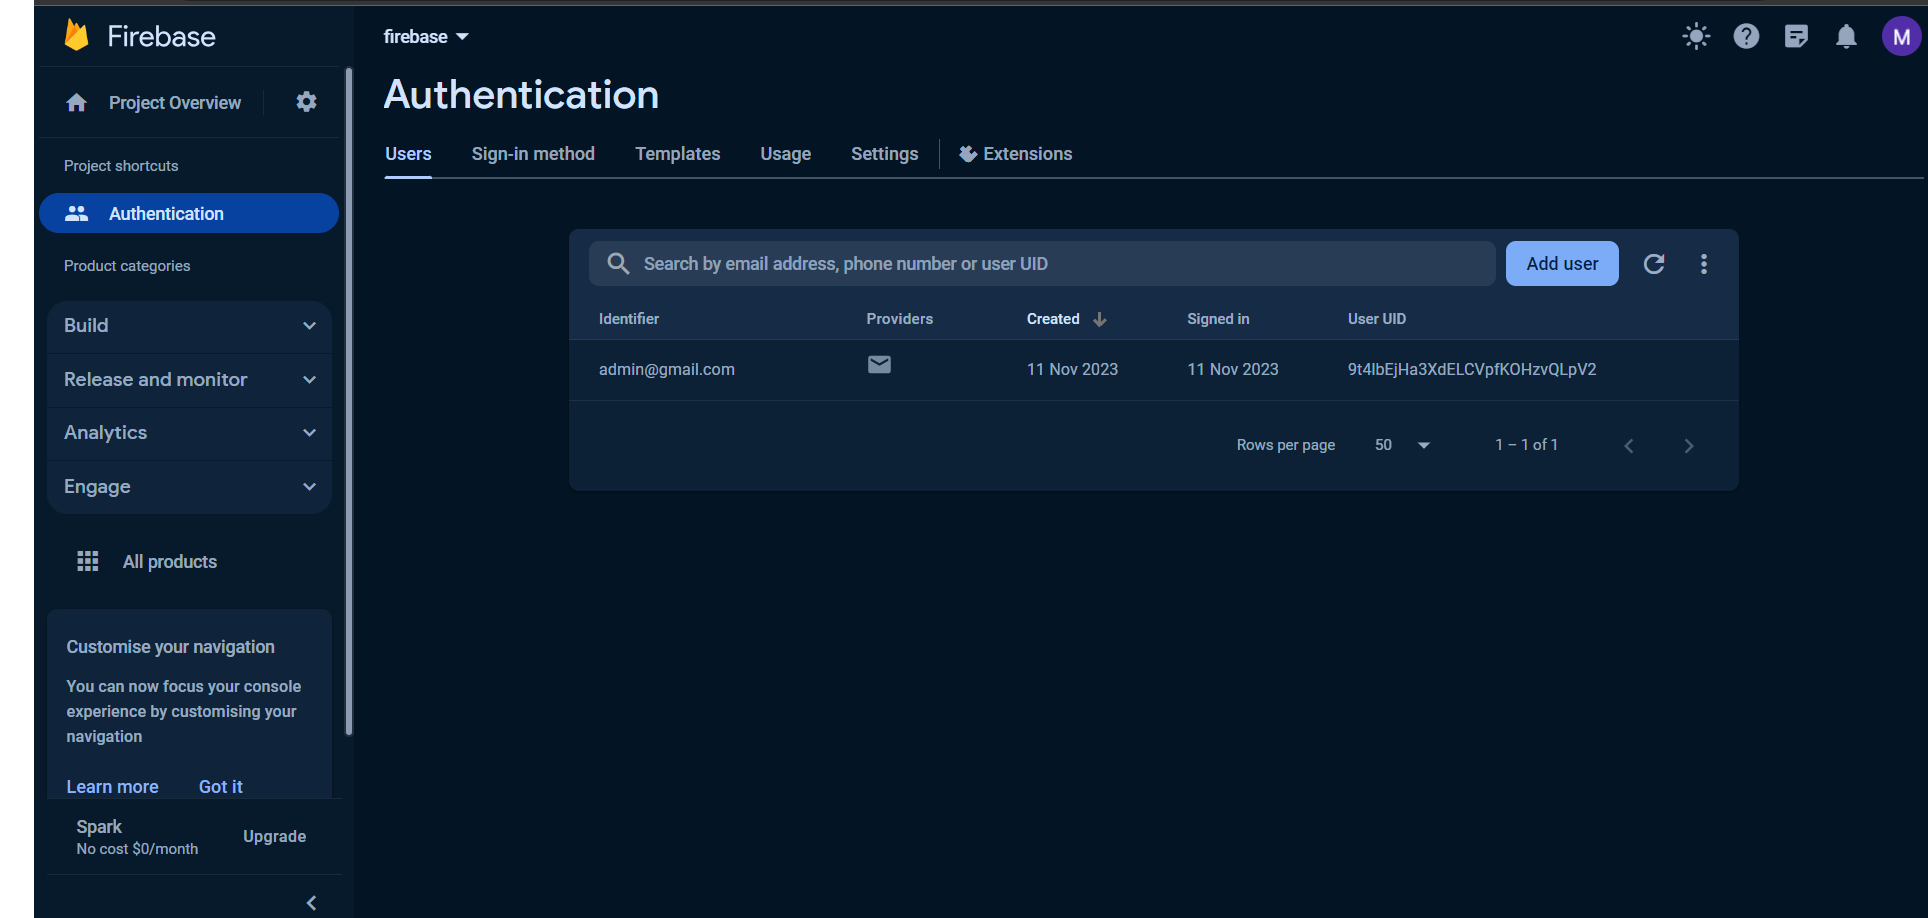 Firebase
Project Overview
Project shortcuts
Authentication
Product categories
Build
Release and monitor
Analytics
Engage
All products
Customise your navigation
You can now focus your console
experience by customising your
navigation
Learn more Got it
Spark
No cost $0/month
Upgrade
firebase
M
Authentication
Users Sign-in method Templates Usage Settings Extensions
Search by email address, phone number or user UID
Add user
Identifier Providers Created Signed in User UID
admin@gmail.com 11 Nov 2023 11 Nov 2023 9t4lbEjHa3XdELCVpfKOHzvQLpV2
Rows per page 50 1 – 1 of 1